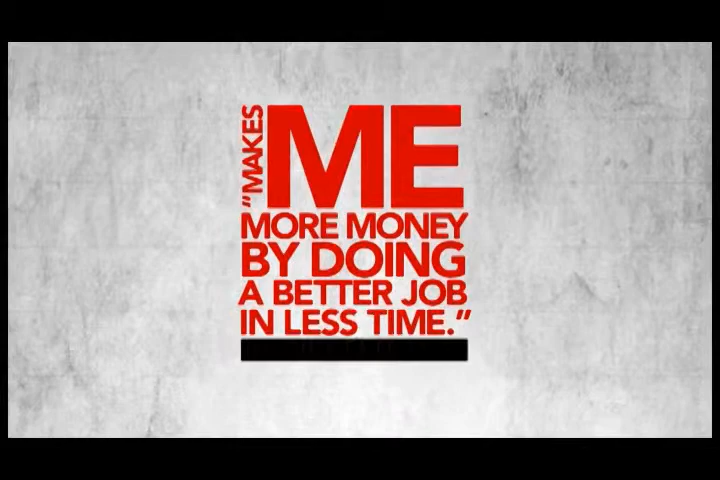 "MAKES
ME
MORE MONEY
BY DOING
A BETTER JOB
IN LESS TIME."